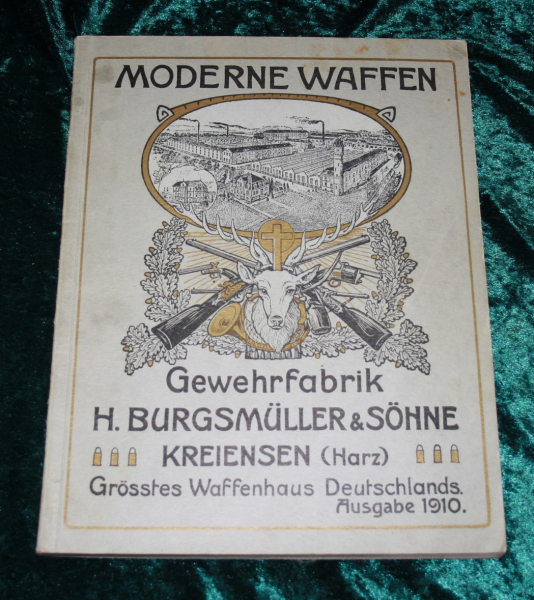 MODERNE WAFFEN
Gewehrfabrik
H. BURGSMÜLLER & SÖHNE
KREIENSEN (Harz)
Grösstes Waffenhaus Deutschlands.
Ausgabe 1910.